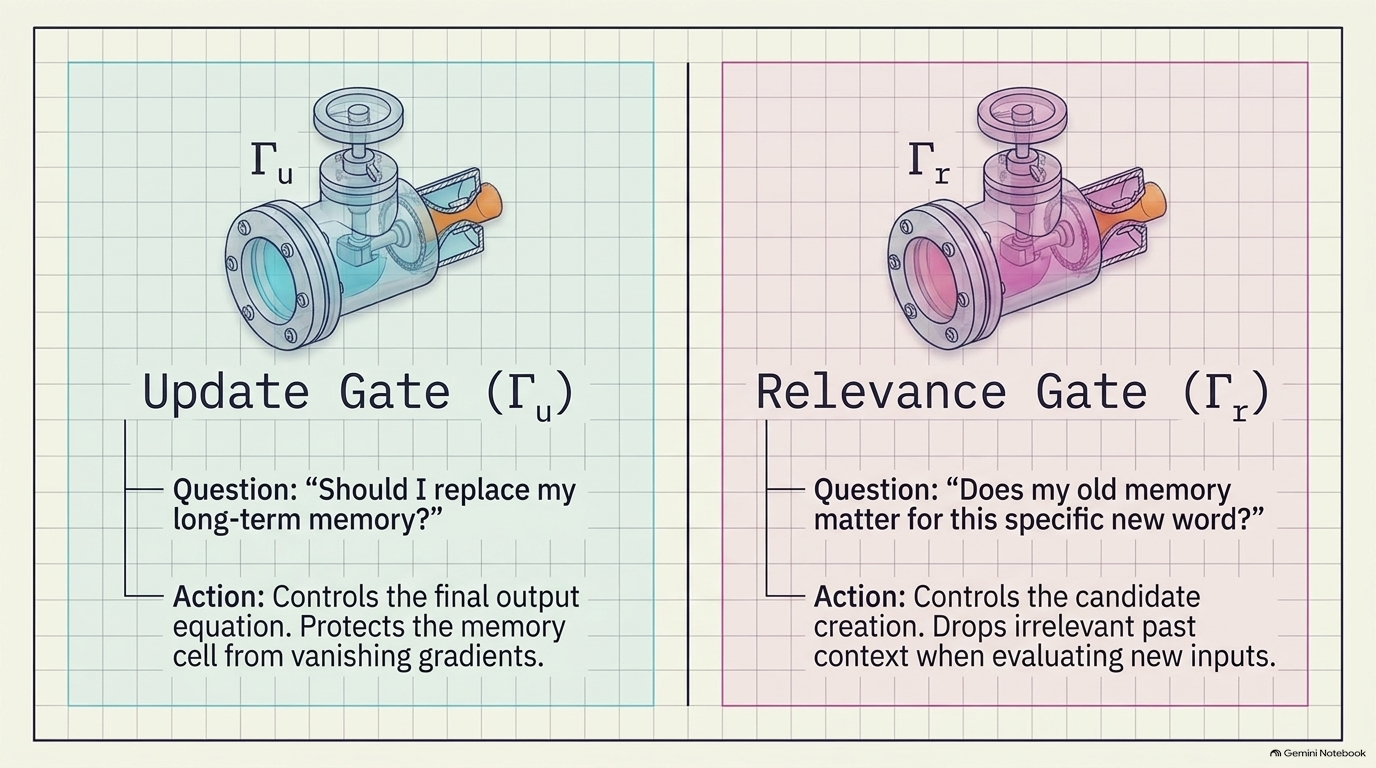 Γu
Update Gate (Γu)
Question: “Should I replace my
long-term memory?”
Action: Controls the final output
equation. Protects the memory
cell from vanishing gradients.
Γr
Relevance Gate (Γr)
Question: “Does my old memory
matter for this specific new word?”
Action: Controls the candidate
creation. Drops irrelevant past
context when evaluating new inputs.
Gemini Notebook